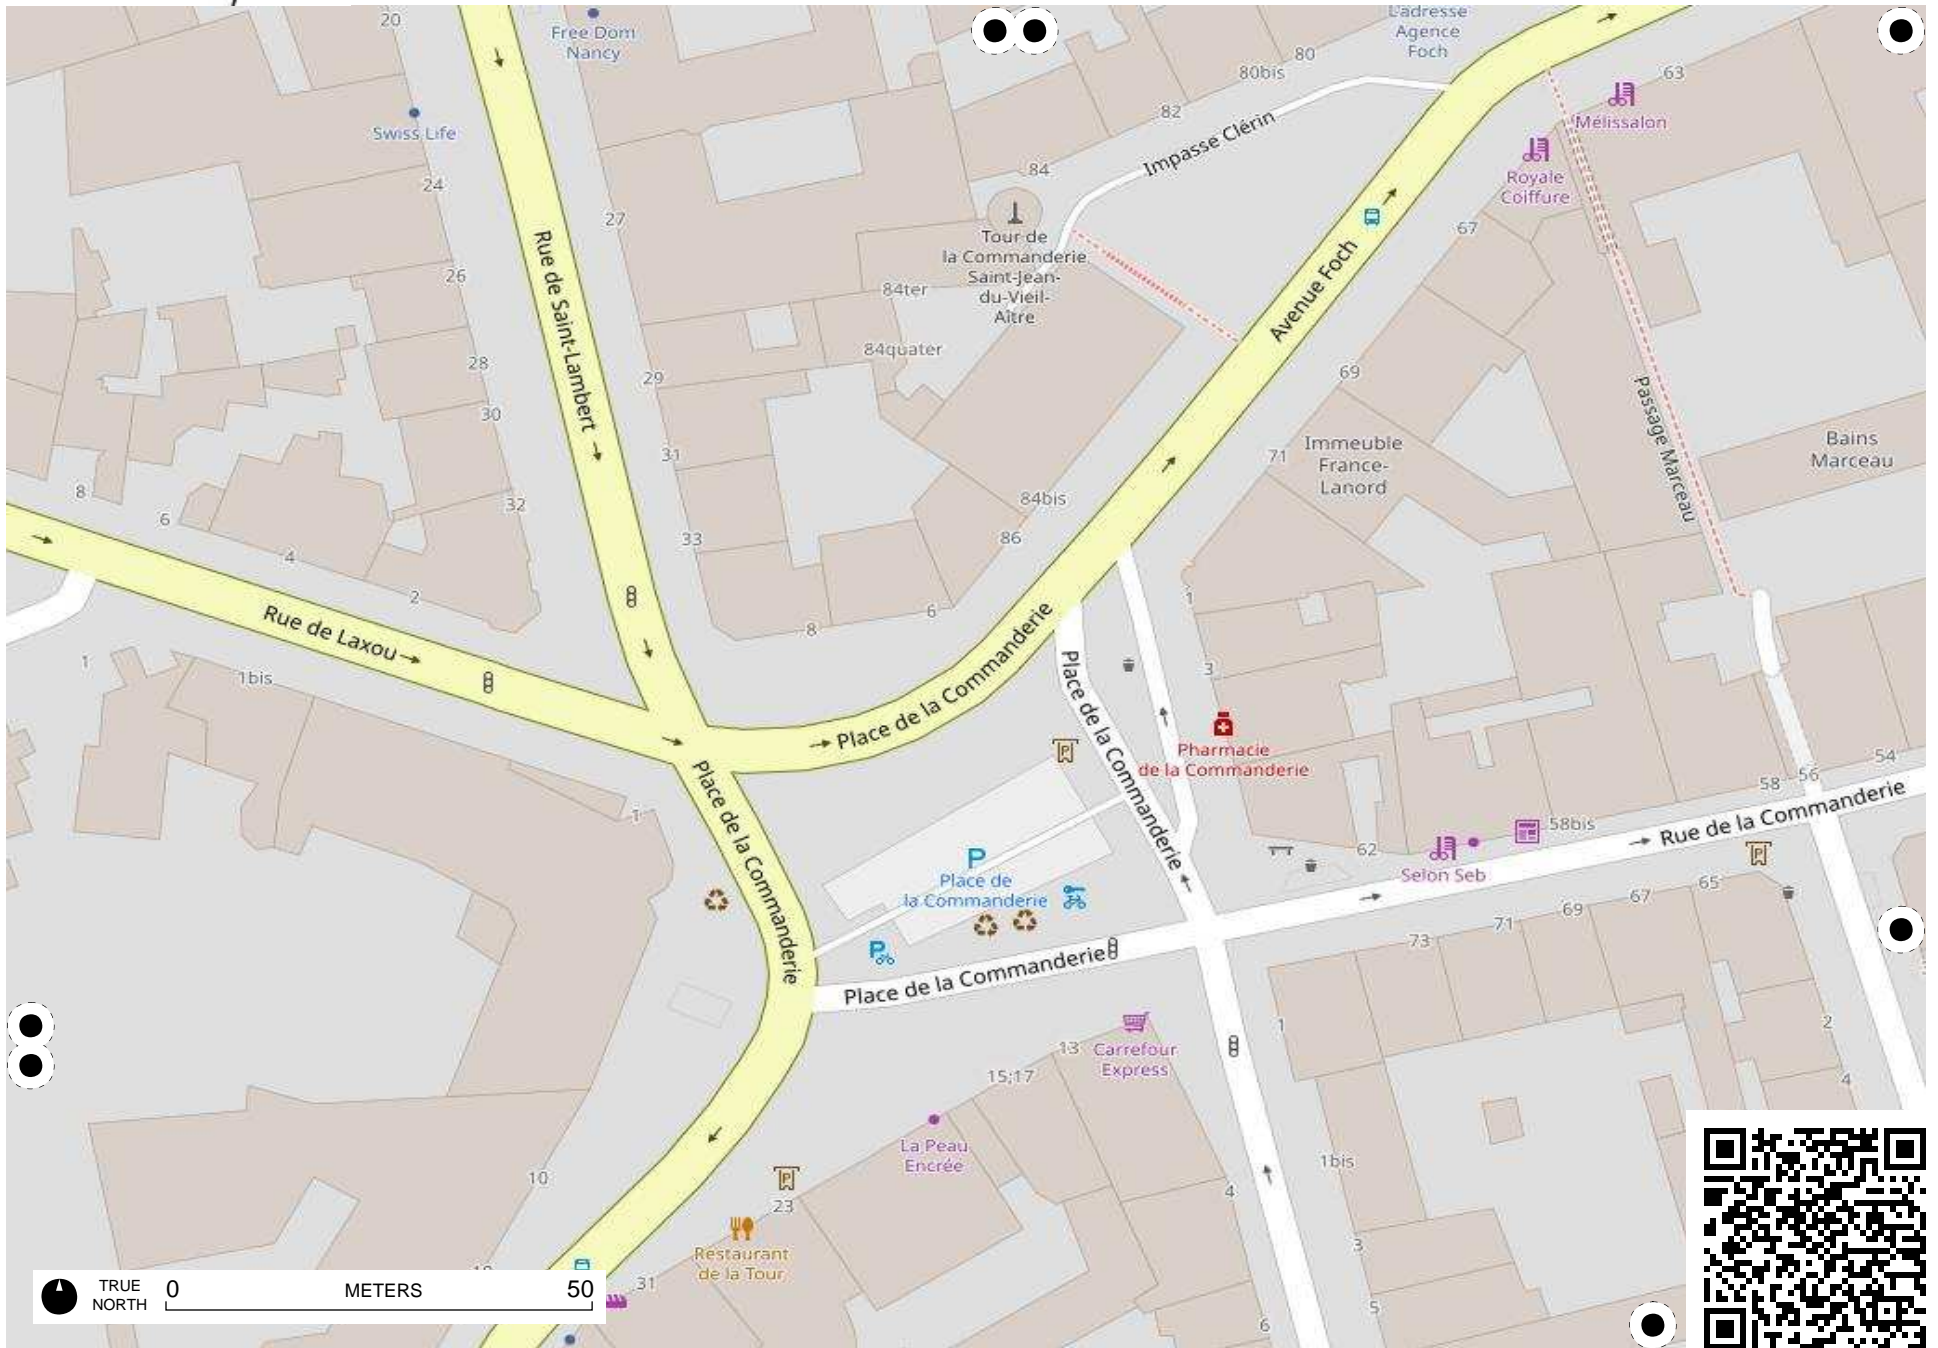 20
Free Dom
Nancy
L'adresse
Agence
Foch
80
80bis
63
Mélissalon
Swiss Life
82
Impasse Clérin
Royale
Coiffure
84
24
27
67
Tour de
la Commanderie
Saint-Jean-
du-Vieil-
Aître
Rue de Saint-Lambert
26
84ter
Avenue Foch
84quater
28
29
69
30
Passage Marceau
31
71
Immeuble
France-
Lanord
Bains
Marceau
8
6
32
84bis
33
86
4
2
1
Rue de Laxou
8
6
Place de la Commanderie
1
1bis
3
Place de la Commanderie
P
Pharmacie
de la Commanderie
54
56
58
Place de la Commanderie
1
58bis
Rue de la Commanderie
62
P
Place de
la Commanderie
Selon Seb
P
65
67
69
71
73
P
Place de la Commanderie
1
2
13
Carrefour
Express
15;17
4
La Peau
Encrée
1bis
10
P
23
4
Restaurant
de la Tour
3
31
5
6
TRUE
NORTH
0
METERS
50